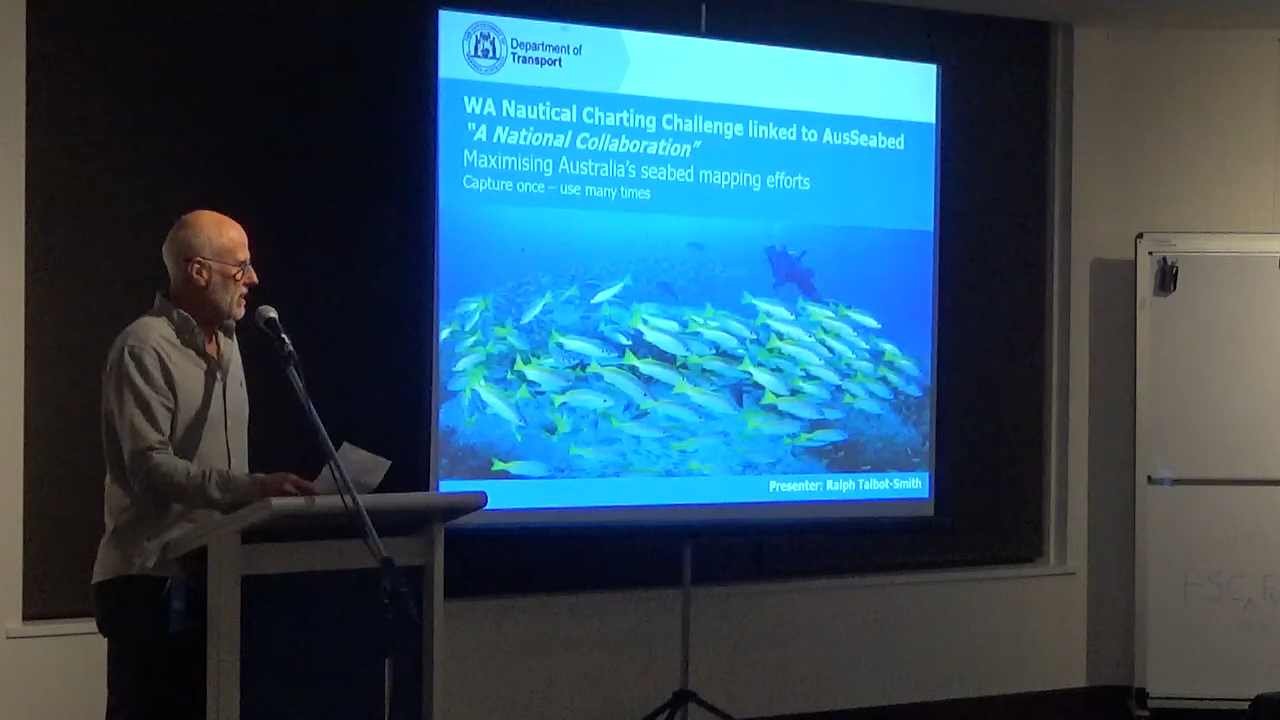 Department of
Transport
WA Nautical Charting Challenge linked to AusSeabed
"A National Collaboration"
Maximising Australia's seabed mapping efforts
Capture once – use many times
Presenter: Ralph Talbot-Smith